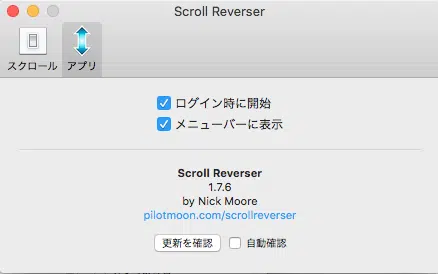 Scroll Reverser
スクロール
アプリ
ログイン時に開始
メニューバーに表示
Scroll Reverser
1.7.6
by Nick Moore
pilotmoon.com/scrollreverser
更新を確認
自動確認